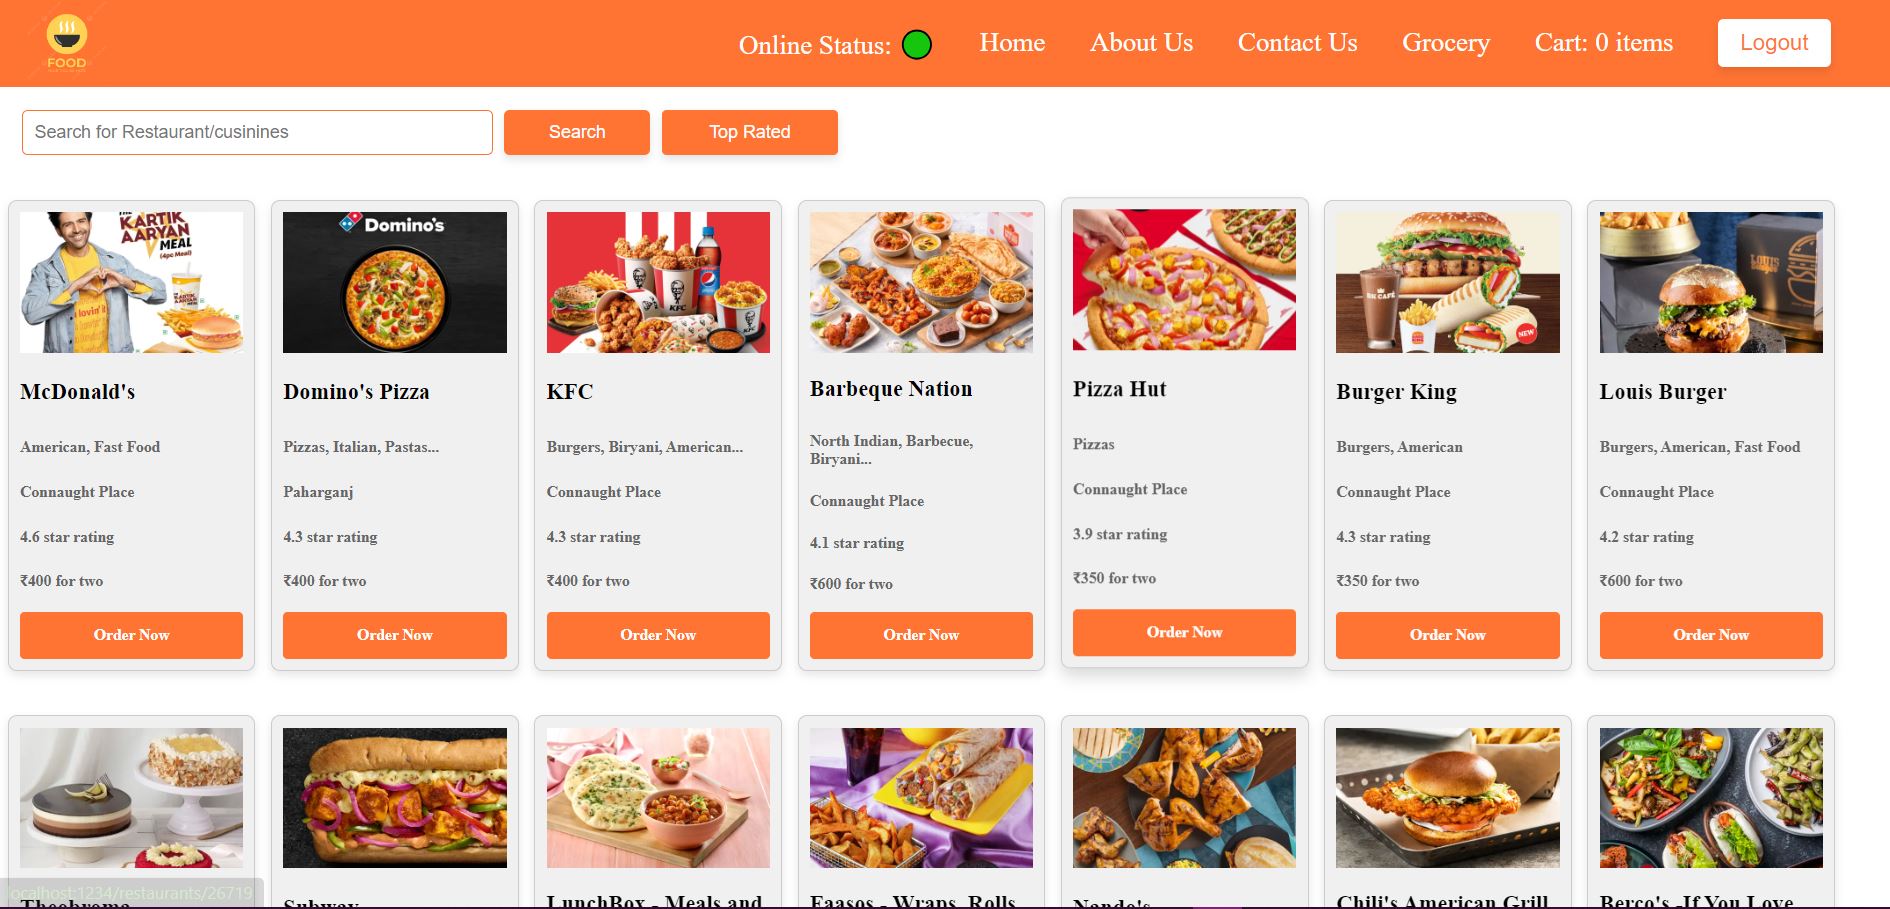 FOOD
Online Status:
Home
About Us
Contact Us
Grocery
Cart: 0 items
Logout
Search for Restaurant/cusinines
Search
Top Rated
KARTIK
AARYAN
MEAL
(4pc Meal)
McDonald's
American, Fast Food
Connaught Place
4.6 star rating
₹400 for two
Order Now
Domino's
Domino's Pizza
Pizzas, Italian, Pastas...
Paharganj
4.3 star rating
₹400 for two
Order Now
KFC
KFC
Burgers, Biryani, American...
Connaught Place
4.3 star rating
₹400 for two
Order Now
Barbeque Nation
North Indian, Barbecue,
Biryani...
Connaught Place
4.1 star rating
₹600 for two
Order Now
Pizza Hut
Pizzas
Connaught Place
3.9 star rating
₹350 for two
Order Now
BK CAFÉ
NEW
Burger King
Burgers, American
Connaught Place
4.3 star rating
₹350 for two
Order Now
LOUIS
Louis Burger
Burgers, American, Fast Food
Connaught Place
4.2 star rating
₹600 for two
Order Now
Theobroma
Subway
LunchBox - Meals and
Faasos - Wraps, Rolls
Nando's
Chili's American Grill
Berco's -If You Love
localhost:1234/restaurants/26719